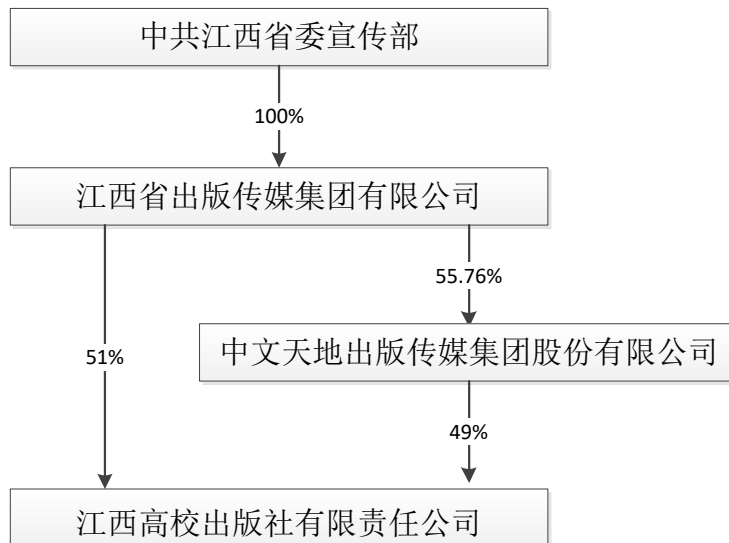 中共江西省委宣传部
100%
江西省出版传媒集团有限公司
55.76%
中文天地出版传媒集团股份有限公司
51%
49%
江西高校出版社有限责任公司